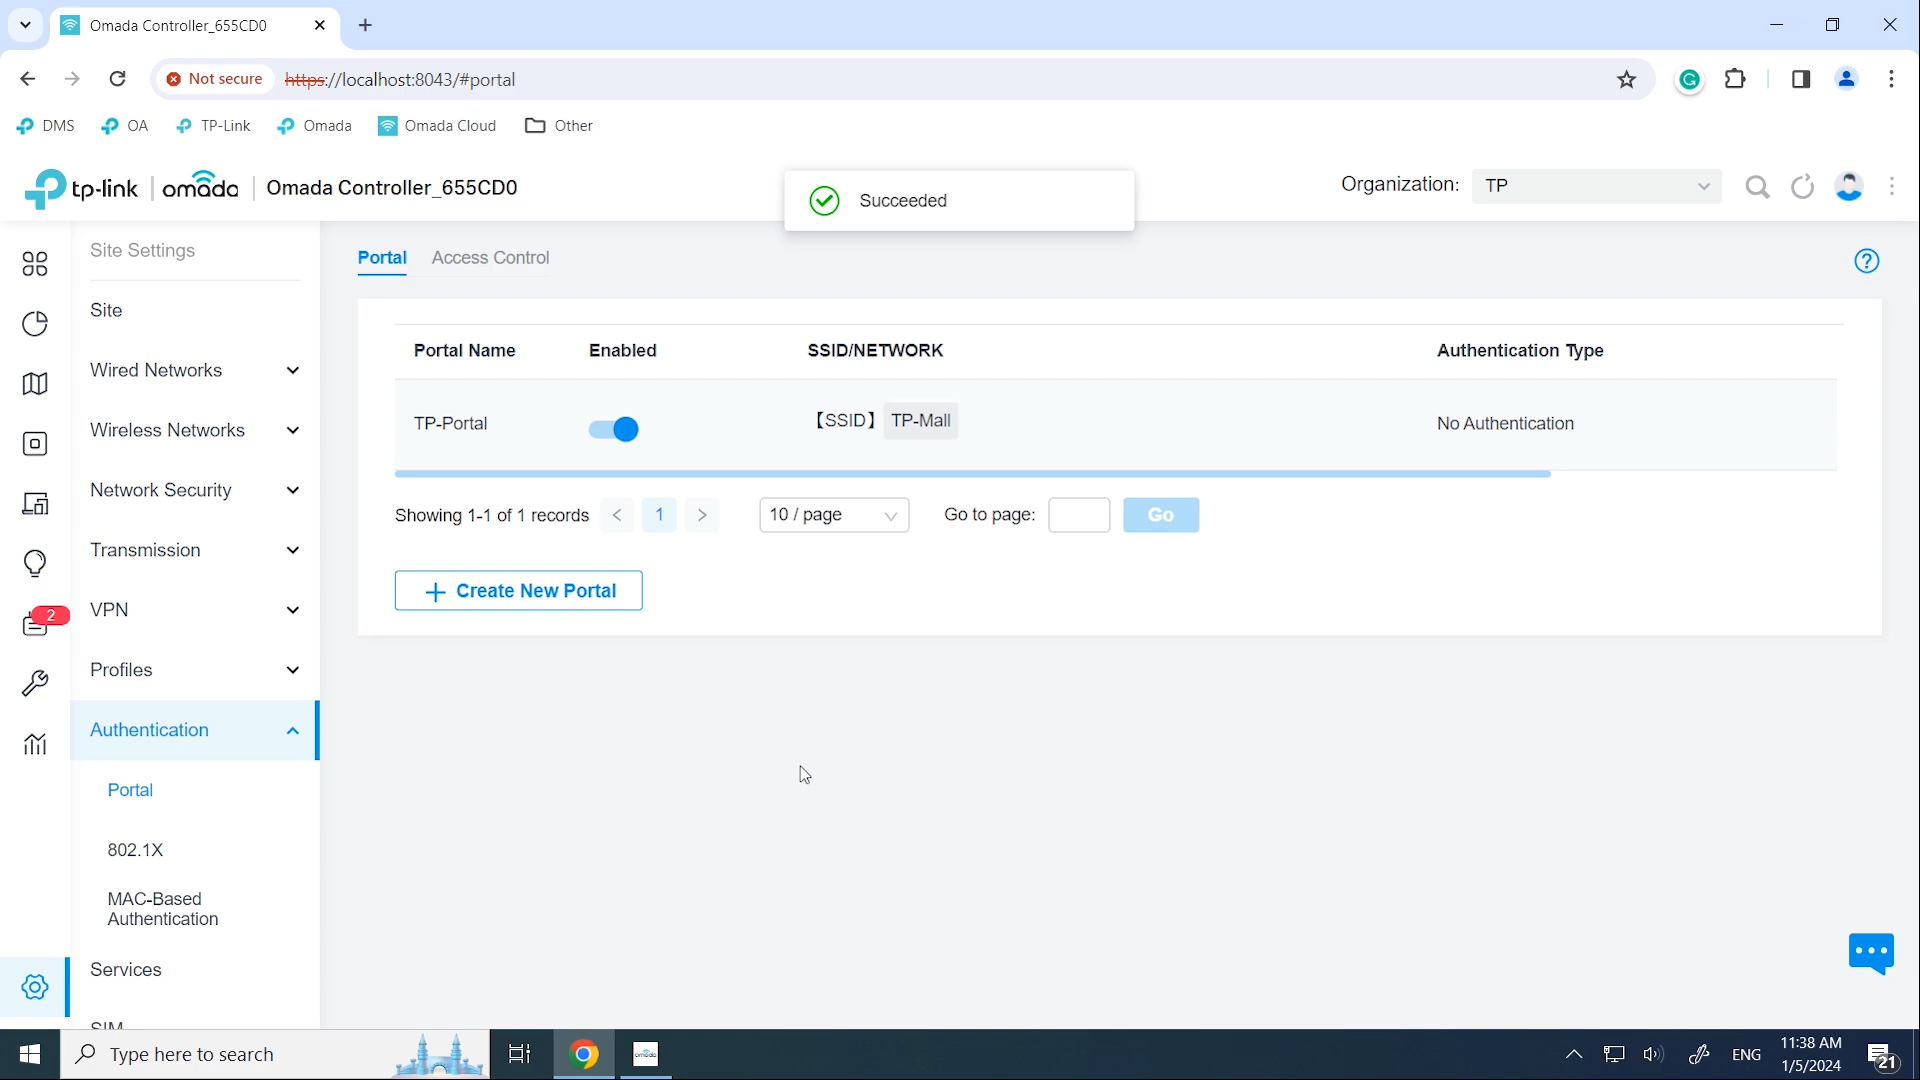 Omada Controller_655CD0
Not secure
https://localhost:8043/#portal
DMS
OA
TP-Link
Omada
Omada Cloud
Other
tp-link
omada
Omada Controller_655CD0
Succeeded
Organization:
TP
Site Settings
Site
Wired Networks
Wireless Networks
Network Security
Transmission
VPN
2
Profiles
Authentication
Portal
802.1X
MAC-Based
Authentication
Services
SIM
Portal
Access Control
Portal Name
Enabled
SSID/NETWORK
Authentication Type
TP-Portal
【SSID】
TP-Mall
No Authentication
Showing 1-1 of 1 records
1
10 / page
Go to page:
Go
Create New Portal
Type here to search
omada
ENG
11:38 AM
1/5/2024
21